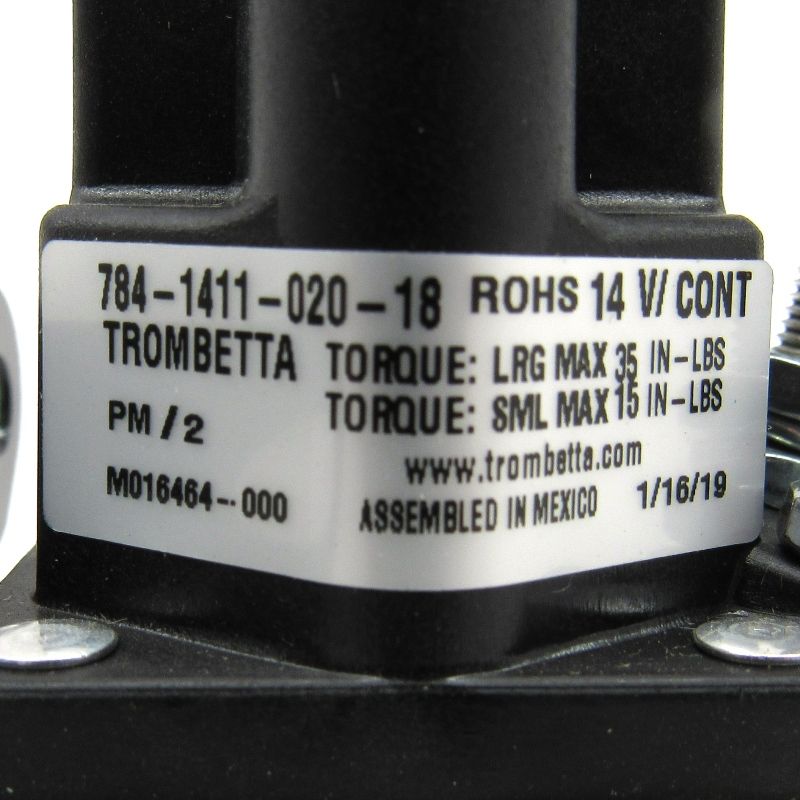 784-1411-020-18 ROHS 14 V/ CONT
TROMBETTA TORQUE: LRG MAX 35 IN-LBS
TORQUE: SML MAX 15 IN-LBS
PM/2
www.trombetta.com
M016464-000 ASSEMBLED IN MEXICO 1/16/19